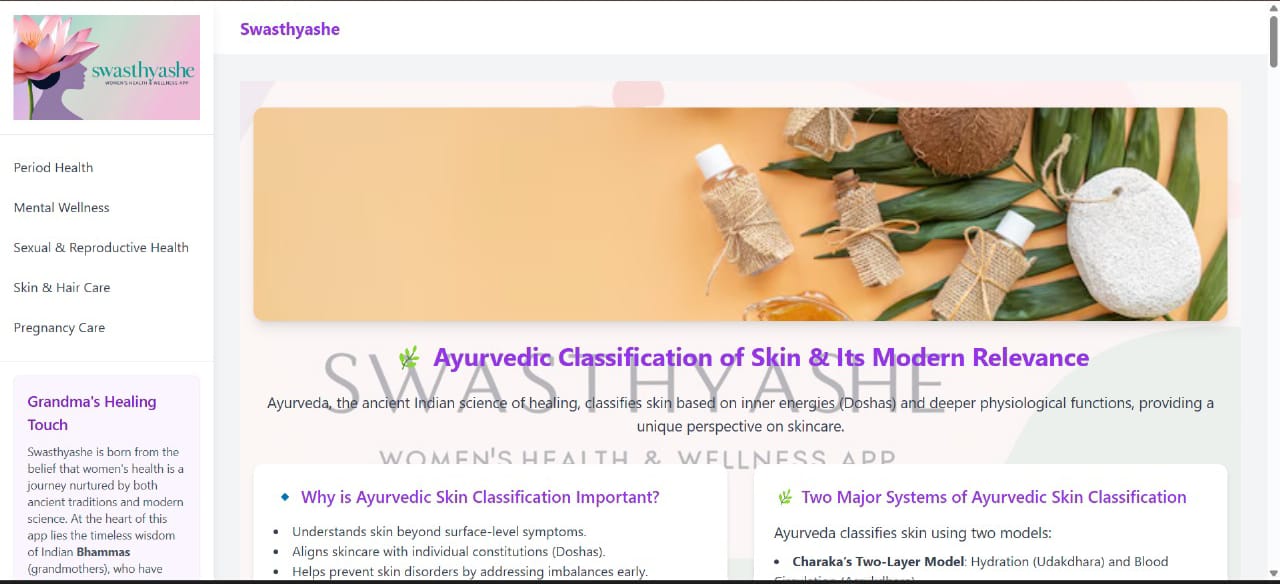 swasthyashe
WOMEN'S HEALTH & WELLNESS APP
Period Health
Mental Wellness
Sexual & Reproductive Health
Skin & Hair Care
Pregnancy Care
Grandma's Healing
Touch
Swasthyashe is born from the
belief that women's health is a
journey nurtured by both
ancient traditions and modern
science. At the heart of this
app lies the timeless wisdom
of Indian Bhammas
(grandmothers), who have
Swasthyashe
🌿 Ayurvedic Classification of Skin & Its Modern Relevance
SWASTHYASHE
Ayurveda, the ancient Indian science of healing, classifies skin based on inner energies (Doshas) and deeper physiological functions, providing a
unique perspective on skincare.
WOMEN'S HEALTH & WELLNESS APP
🔹 Why is Ayurvedic Skin Classification Important?
• Understands skin beyond surface-level symptoms.
• Aligns skincare with individual constitutions (Doshas).
• Helps prevent skin disorders by addressing imbalances early.
🌿 Two Major Systems of Ayurvedic Skin Classification
Ayurveda classifies skin using two models:
• Charaka's Two-Layer Model: Hydration (Udakdhara) and Blood